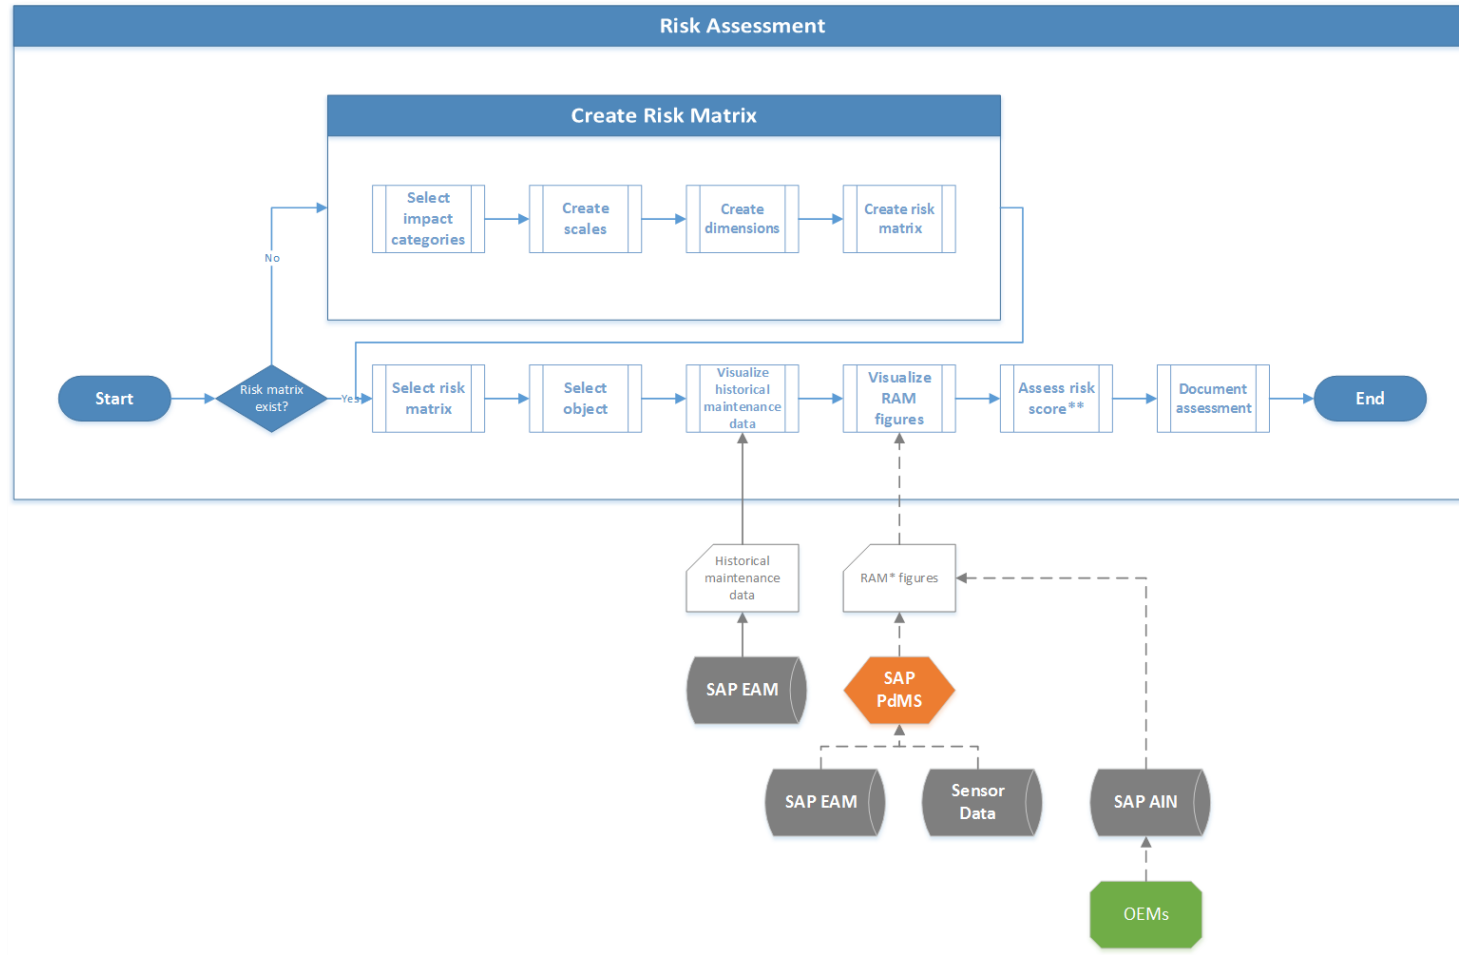 Risk Assessment
Create Risk Matrix
Select
impact
categories
Create
scales
Create
dimensions
Create risk
matrix
No
Start
Risk matrix
exist?
Yes
Select risk
matrix
Select
object
Visualize
historical
maintenance
data
Visualize
RAM
figures
Assess risk
score**
Document
assessment
End
Historical
maintenance
data
RAM* figures
SAP EAM
SAP
PdMS
SAP EAM
Sensor
Data
SAP AIN
OEMs